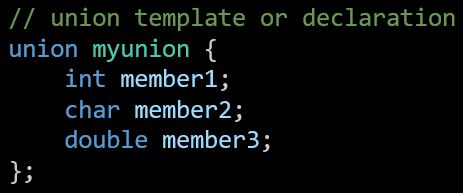 // union template or declaration
union myunion {
    int member1;
    char member2;
    double member3;
};